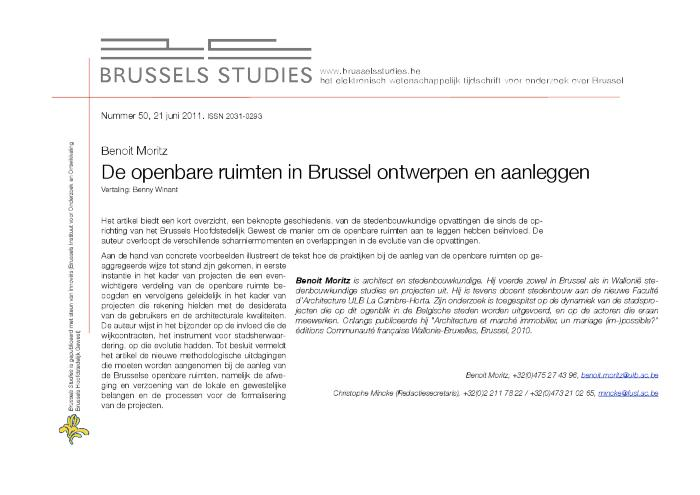 BRUSSELS STUDIES
www.brusselsstudies.be
het elektronisch wetenschappelijk tijdschrift voor onderzoek over Brussel
Nummer 50, 21 juni 2011. ISSN 2031-0293
Benoit Moritz
De openbare ruimten in Brussel ontwerpen en aanleggen
Vertaling: Benny Winant
Het artikel biedt een kort overzicht, een beknopte geschiedenis, van de stedenbouwkundige opvattingen die sinds de op-
richting van het Brussels Hoofdstedelijk Gewest de manier om de openbare ruimten aan te leggen hebben beïnvloed. De
auteur overloopt de verschillende scharniermomenten en overlappingen in de evolutie van die opvattingen.
Aan de hand van concrete voorbeelden illustreert de tekst hoe de praktijken bij de aanleg van de openbare ruimten op ge-
aggregeerde wijze tot stand zijn gekomen, in eerste
instantie in het kader van projecten die een even-
wichtigere verdeling van de openbare ruimte be-
oogden en vervolgens geleidelijk in het kader van
projecten die rekening hielden met de desiderata
van de gebruikers en de architecturale kwaliteiten.
De auteur wijst in het bijzonder op de invloed die de
wijkcontracten, het instrument voor stadsherwaar-
dering, op die evolutie hadden. Tot besluit vermeldt
het artikel de nieuwe methodologische uitdagingen
die moeten worden aangenomen bij de aanleg van
de Brusselse openbare ruimten, namelijk de afwe-
ging en verzoening van de lokale en gewestelijke
belangen en de processen voor de formalisering
van de projecten.
Benoit Moritz is architect en stedenbouwkundige. Hij voerde zowel in Brussel als in Wallonië ste-
denbouwkundige studies en projecten uit. Hij is tevens docent stedenbouw aan de nieuwe Faculté
d'Architecture ULB La Cambre-Horta. Zijn onderzoek is toegespitst op de dynamiek van de stadspro-
jecten die op dit ogenblik in de Belgische steden worden uitgevoerd, en op de actoren die eraan
meewerken. Onlangs publiceerde hij "Architecture et marché immobilier, un mariage (im-)possible?"
éditions Communauté française Wallonie-Bruxelles, Brussel, 2010.
Benoit Moritz, +32(0)475 27 43 96, benoit.moritz@ulb.ac.be
Christophe Mincke (Redactiesecretaris), +32(0)2 211 78 22 / +32(0)473 21 02 65, mincke@fusl.ac.be
Brussels Studies is gepubliceerd met steun van Innoviris (Brussels Instituut voor Onderzoek en Ontwikkeling
Brussels Hoofdstedelijk Gewest)